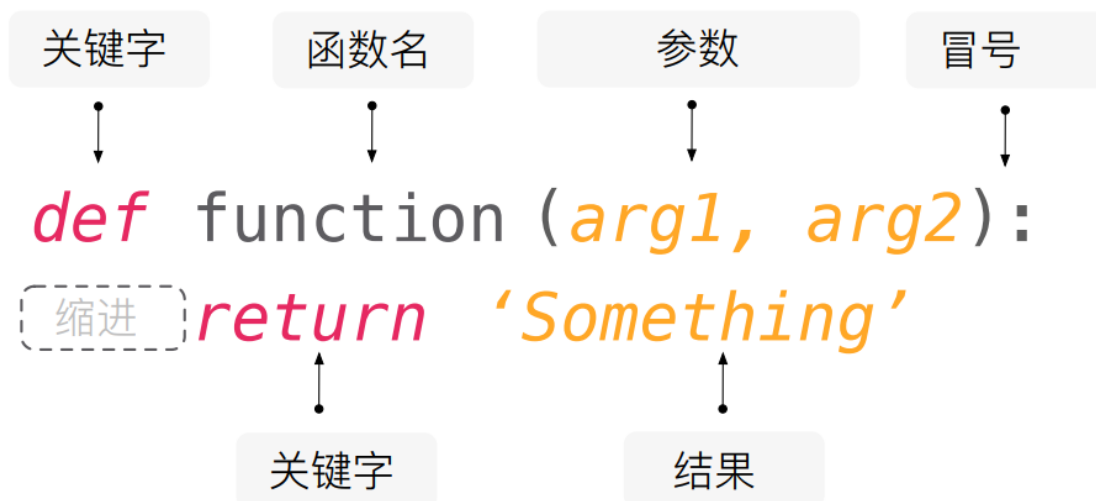 关键字 函数名 参数 冒号
def function (arg1, arg2):
缩进 return ‘Something’
关键字 结果